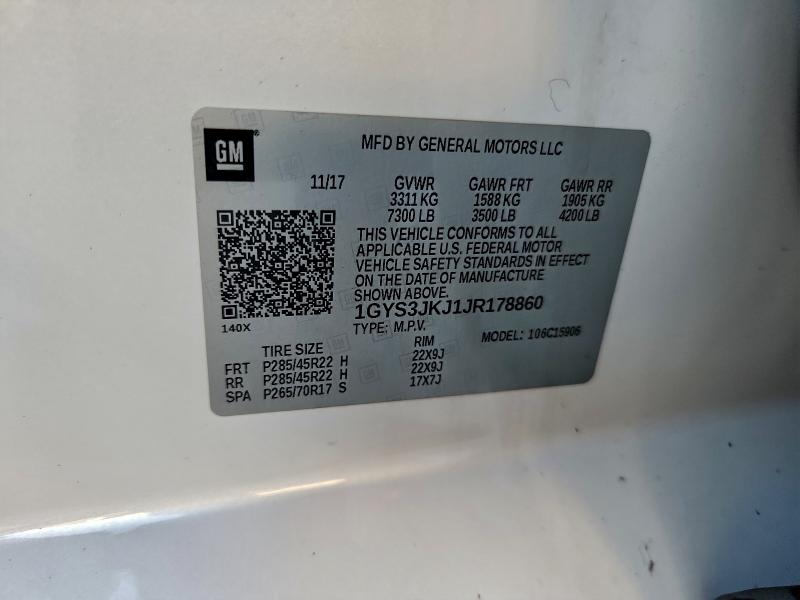 GM
MFD BY GENERAL MOTORS LLC
11/17 GVWR GAWR FRT GAWR RR
3311 KG 1588 KG 1905 KG
7300 LB 3500 LB 4200 LB
THIS VEHICLE CONFORMS TO ALL
APPLICABLE U.S. FEDERAL MOTOR
VEHICLE SAFETY STANDARDS IN EFFECT
ON THE DATE OF MANUFACTURE
SHOWN ABOVE.
1GYS3JKJ1JR178860
140X
TYPE: M.P.V. MODEL: 106C15906
TIRE SIZE RIM
FRT P285/45R22 H 22X9J
RR P285/45R22 H 22X9J
SPA P265/70R17 S 17X7J